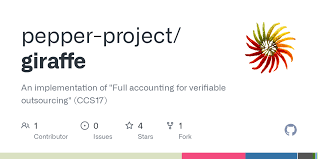 pepper-project/
giraffe
An implementation of "Full accounting for verifiable
outsourcing" (CCS17)
1 0 4 1
Contributor Issues Stars Fork